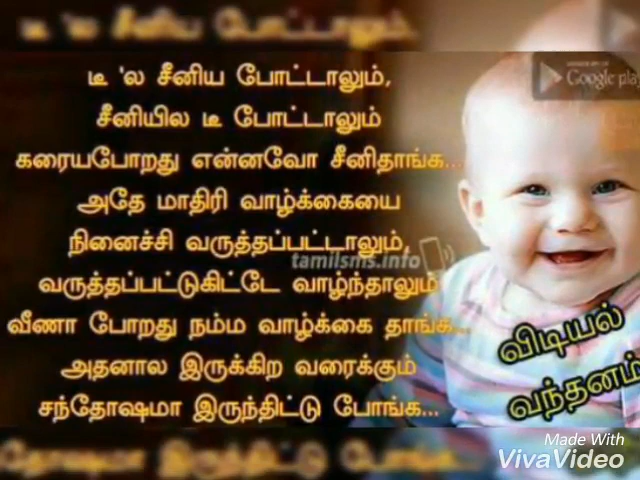 டீ 'ல சீனிய போட்டாலும்,
டீ 'ல சீனிய போட்டாலும்,
சீனியில டீ போட்டாலும்
கரையபோறது என்னவோ சீனிதாங்க...
அதே மாதிரி வாழ்க்கையை
நினைச்சி வருத்தப்பட்டாலும்,
வருத்தப்பட்டுகிட்டே வாழ்ந்தாலும்
வீணா போறது நம்ம வாழ்க்கை தாங்க...
அதனால இருக்கிற வரைக்கும்
சந்தோஷமா இருந்திட்டு போங்க...
tamilsms.info
Google play
விடியல்
வந்தனம்
இருந்திட்டு போங்க...
Made With
VivaVideo